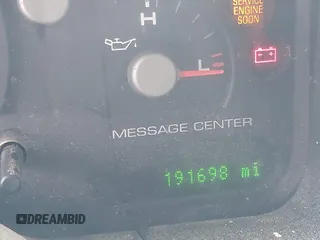 SERVICE
ENGINE
SOON
H
L
MESSAGE CENTER
191698 mi
DREAMBID